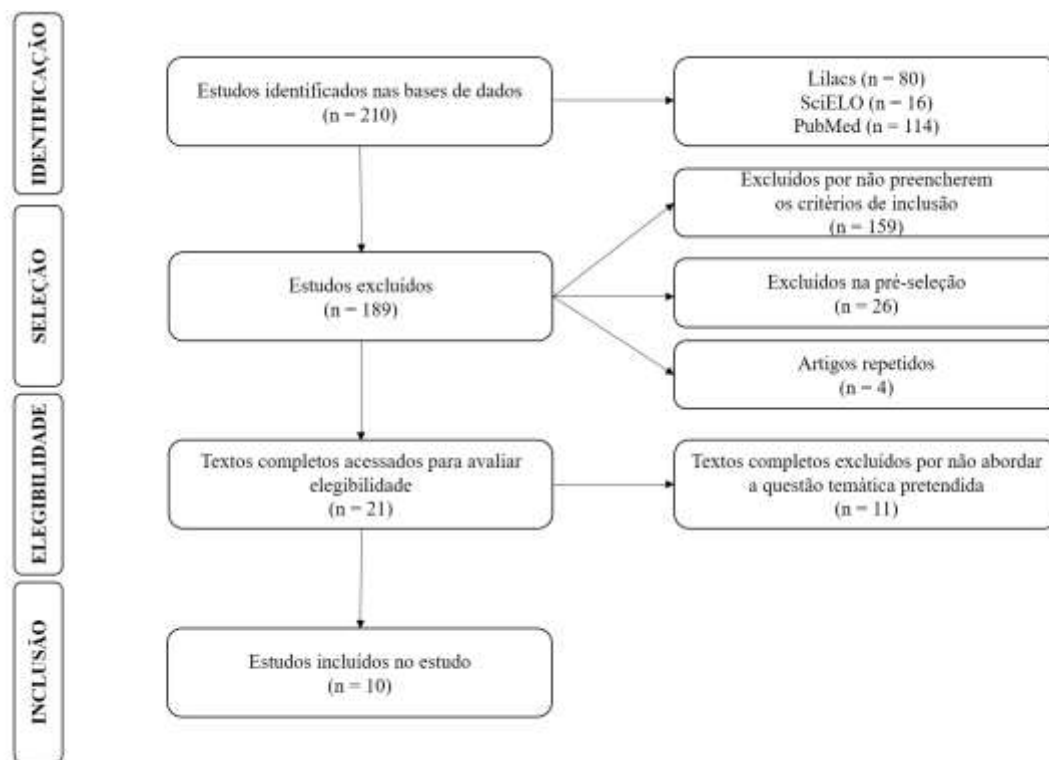 IDENTIFICAÇÃO
Estudos identificados nas bases de dados
(n = 210)
Lilacs (n = 80)
SciELO (n = 16)
PubMed (n = 114)
SELEÇÃO
Estudos excluídos
(n = 189)
Excluídos por não preencherem
os critérios de inclusão
(n = 159)
Excluídos na pré-seleção
(n = 26)
Artigos repetidos
(n = 4)
ELEGIBILIDADE
Textos completos acessados para avaliar
elegibilidade
(n = 21)
Textos completos excluídos por não abordar
a questão temática pretendida
(n = 11)
INCLUSÃO
Estudos incluídos no estudo
(n = 10)